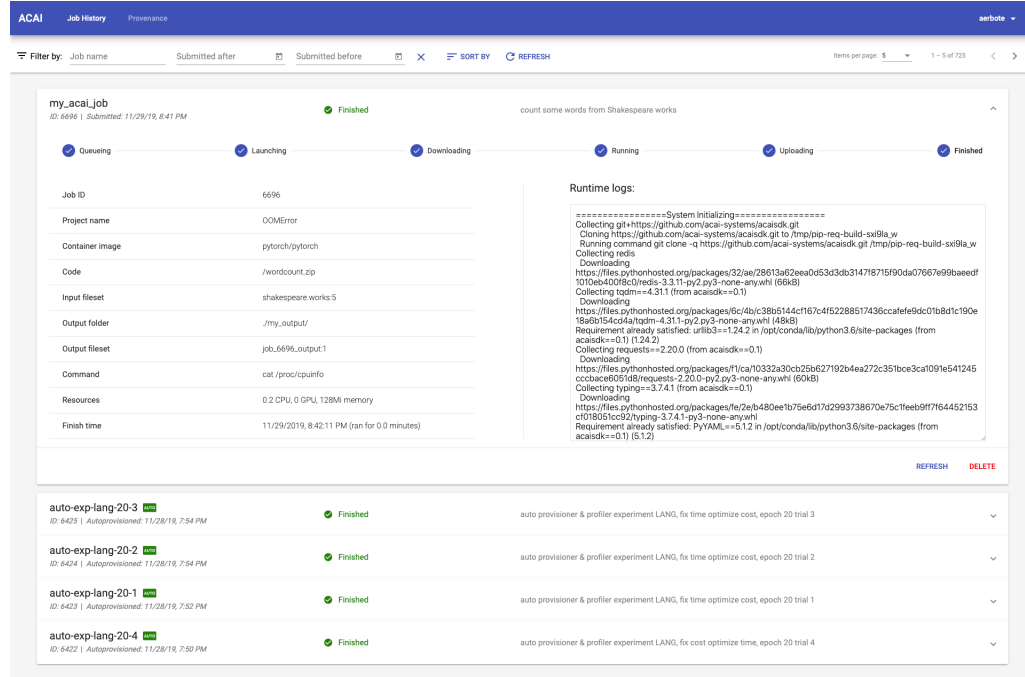 ACAI Job History Provenance aerbote
Filter by: Job name Submitted after Submitted before SORT BY REFRESH Items per page: 5 1 – 5 of 725
my_acai_job Finished count some words from Shakespeare works
ID: 6696 | Submitted: 11/29/19, 8:41 PM
Queueing Launching Downloading Running Uploading Finished
Job ID 6696
Project name OOMError
Container image pytorch/pytorch
Code /wordcount.zip
Input fileset shakespeare.works:5
Output folder ./my_output/
Output fileset job_6696_output:1
Command cat /proc/cpuinfo
Resources 0.2 CPU, 0 GPU, 128Mi memory
Finish time 11/29/2019, 8:42:11 PM (ran for 0.0 minutes)
Runtime logs:
=================System Initializing=================
Collecting git+https://github.com/acai-systems/acaisdk.git
Cloning https://github.com/acai-systems/acaisdk.git to /tmp/pip-req-build-sxi9la_w
Running command git clone -q https://github.com/acai-systems/acaisdk.git /tmp/pip-req-build-sxi9la_w
Collecting redis
Downloading
https://files.pythonhosted.org/packages/32/ae/28613a62eea0d53d3db3147f8715f90da07667e99baeedf
1010eb400f8c0/redis-3.3.11-py2.py3-none-any.whl (66kB)
Collecting tqdm==4.31.1 (from acaisdk==0.1)
Downloading
https://files.pythonhosted.org/packages/6c/4b/c38b5144cf167c4f52288517436ccafefe9dc01b8d1c190e
18a6b154cd4a/tqdm-4.31.1-py2.py3-none-any.whl (48kB)
Requirement already satisfied: urllib3==1.24.2 in /opt/conda/lib/python3.6/site-packages (from
acaisdk==0.1) (1.24.2)
Collecting requests==2.20.0 (from acaisdk==0.1)
Downloading
https://files.pythonhosted.org/packages/f1/ca/10332a30cb25b627192b4ea272c351bce3ca1091e541245
cccbace6051d8/requests-2.20.0-py2.py3-none-any.whl (60kB)
Collecting typing==3.7.4.1 (from acaisdk==0.1)
Downloading
https://files.pythonhosted.org/packages/fe/2e/b480ee1b75e6d17d2993738670e75c1feeb9ff7f64452153
cf018051cc92/typing-3.7.4.1-py3-none-any.whl
Requirement already satisfied: PyYAML==5.1.2 in /opt/conda/lib/python3.6/site-packages (from
acaisdk==0.1) (5.1.2)
REFRESH DELETE
auto-exp-lang-20-3 AUTO Finished auto provisioner & profiler experiment LANG, fix time optimize cost, epoch 20 trial 3
ID: 6425 | Autoprovisioned: 11/28/19, 7:54 PM
auto-exp-lang-20-2 AUTO Finished auto provisioner & profiler experiment LANG, fix time optimize cost, epoch 20 trial 2
ID: 6424 | Autoprovisioned: 11/28/19, 7:54 PM
auto-exp-lang-20-1 AUTO Finished auto provisioner & profiler experiment LANG, fix time optimize cost, epoch 20 trial 1
ID: 6423 | Autoprovisioned: 11/28/19, 7:52 PM
auto-exp-lang-20-4 AUTO Finished auto provisioner & profiler experiment LANG, fix cost optimize time, epoch 20 trial 4
ID: 6422 | Autoprovisioned: 11/28/19, 7:50 PM